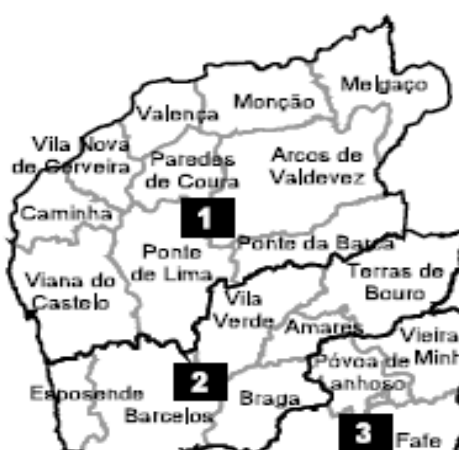 Melgaço
Monção
Valença
Vila Nova
de Cerveira
Paredes
de Coura
Arcos de
Valdevez
Caminha
1
Ponte
de Lima
Ponte da Barca
Viana do
Castelo
Terras de
Bouro
Vila
Verde
Amares
Vieira
Minh
Póvoa de
Lanhoso
2
Esposende
Barcelos
Braga
3
Fafe